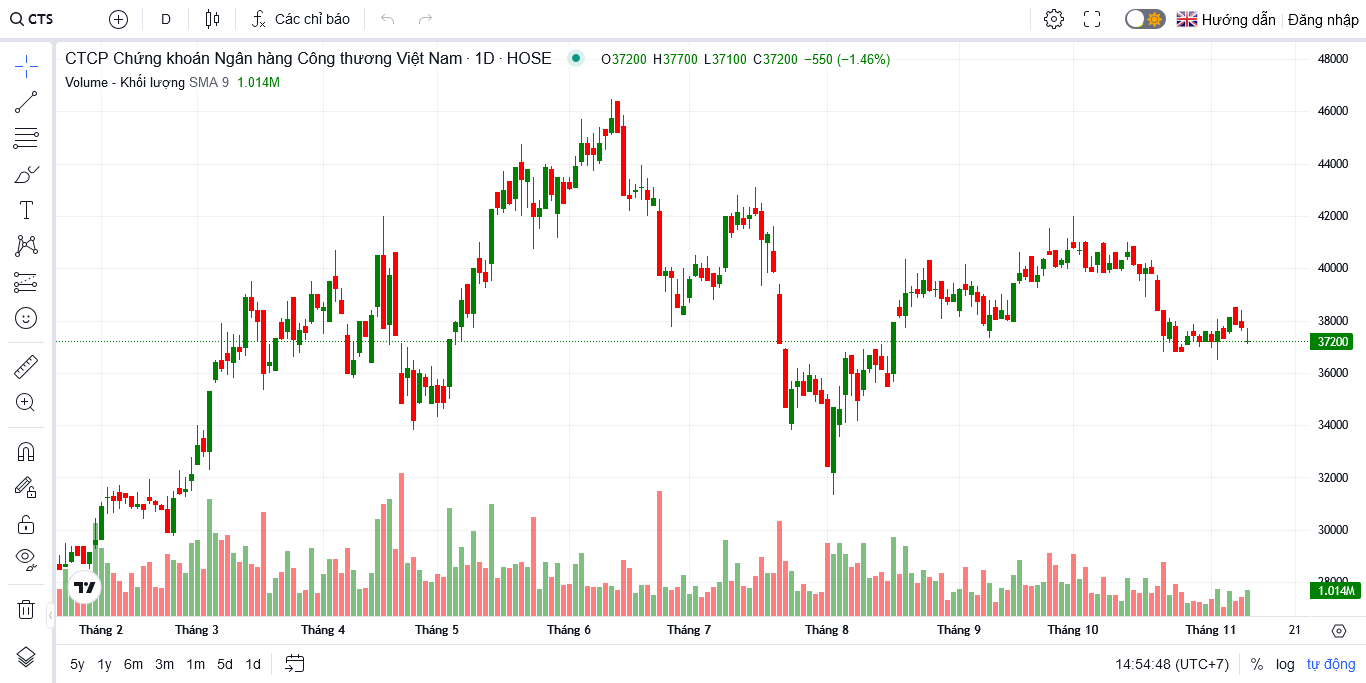 CTS D Các chỉ báo Hướng dẫn Đăng nhập
CTCP Chứng khoán Ngân hàng Công thương Việt Nam · 1D · HOSE O37200 H37700 L37100 C37200 −550 (−1.46%)
Volume - Khối lượng SMA 9 1.014M
48000
46000
44000
42000
40000
38000
37200
36000
34000
32000
30000
28000
1.014M
Tháng 2 Tháng 3 Tháng 4 Tháng 5 Tháng 6 Tháng 7 Tháng 8 Tháng 9 Tháng 10 Tháng 11 21
5y 1y 6m 3m 1m 5d 1d 14:54:48 (UTC+7) % log tự động